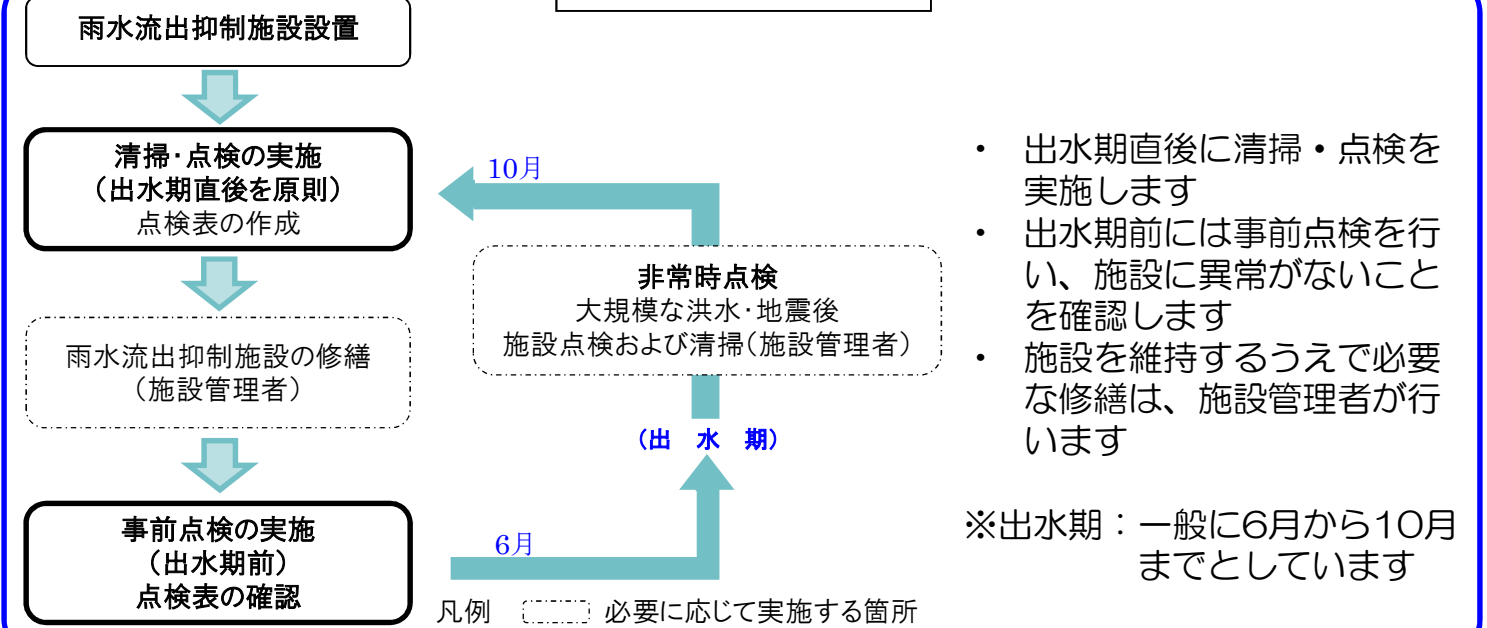 雨水流出抑制施設設置
清掃・点検の実施
（出水期直後を原則）
点検表の作成
雨水流出抑制施設の修繕
（施設管理者）
事前点検の実施
（出水期前）
点検表の確認
10月
非常時点検
大規模な洪水・地震後
施設点検および清掃（施設管理者）
（出　水　期）
6月
凡例　必要に応じて実施する箇所
・　出水期直後に清掃・点検を
実施します
・　出水期前には事前点検を行
い、施設に異常がないこと
を確認します
・　施設を維持するうえで必要
な修繕は、施設管理者が行
います
※出水期：一般に6月から10月
までとしています